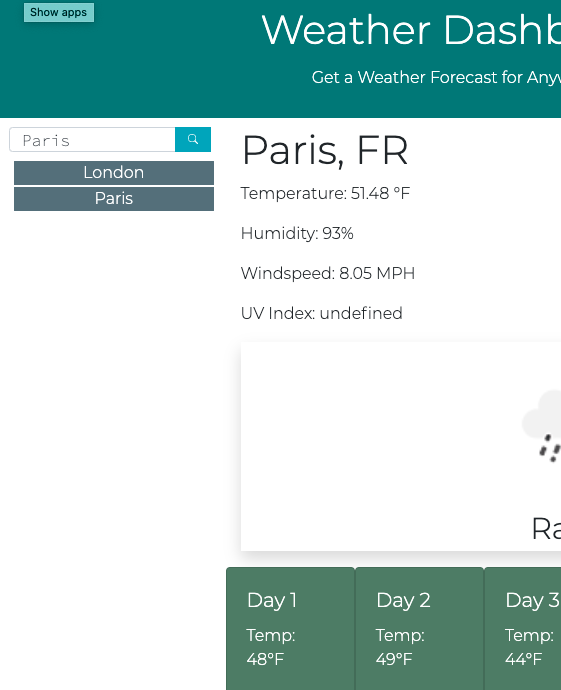 Show apps
Weather Dashb
Get a Weather Forecast for Anyw
Paris
London
Paris
Paris, FR
Temperature: 51.48 °F
Humidity: 93%
Windspeed: 8.05 MPH
UV Index: undefined
Ra
Day 1
Temp:
48°F
Day 2
Temp:
49°F
Day 3
Temp:
44°F